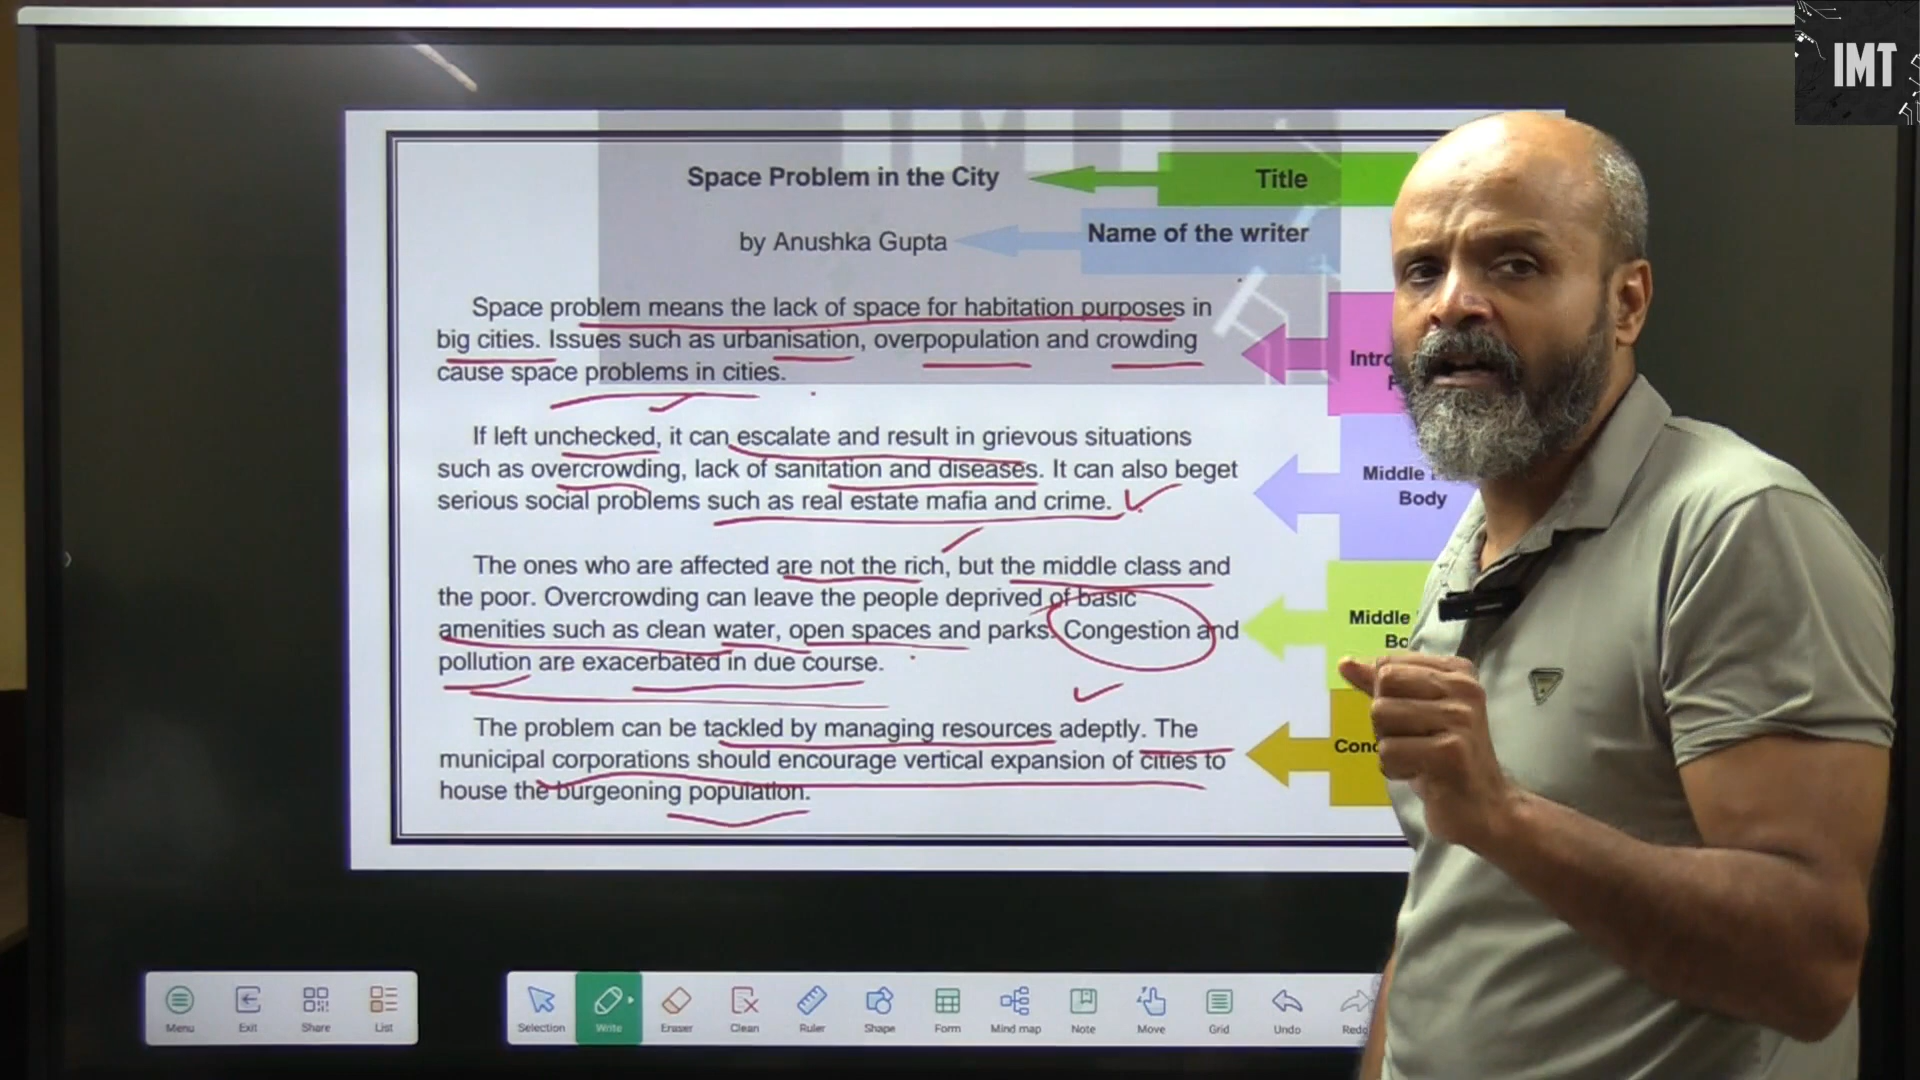 IMT
Space Problem in the City
Title
by Anushka Gupta
Name of the writer
Space problem means the lack of space for habitation purposes in
big cities. Issues such as urbanisation, overpopulation and crowding
cause space problems in cities.
If left unchecked, it can escalate and result in grievous situations
such as overcrowding, lack of sanitation and diseases. It can also beget
serious social problems such as real estate mafia and crime.
Middle
Body
The ones who are affected are not the rich, but the middle class and
the poor. Overcrowding can leave the people deprived of basic
amenities such as clean water, open spaces and parks. Congestion and
pollution are exacerbated in due course.
Middle
The problem can be tackled by managing resources adeptly. The
municipal corporations should encourage vertical expansion of cities to
house the burgeoning population.
Menu Exit Share List
Selection Write Eraser Clean Ruler Shape Form Mind map Note Move Grid Undo Redo